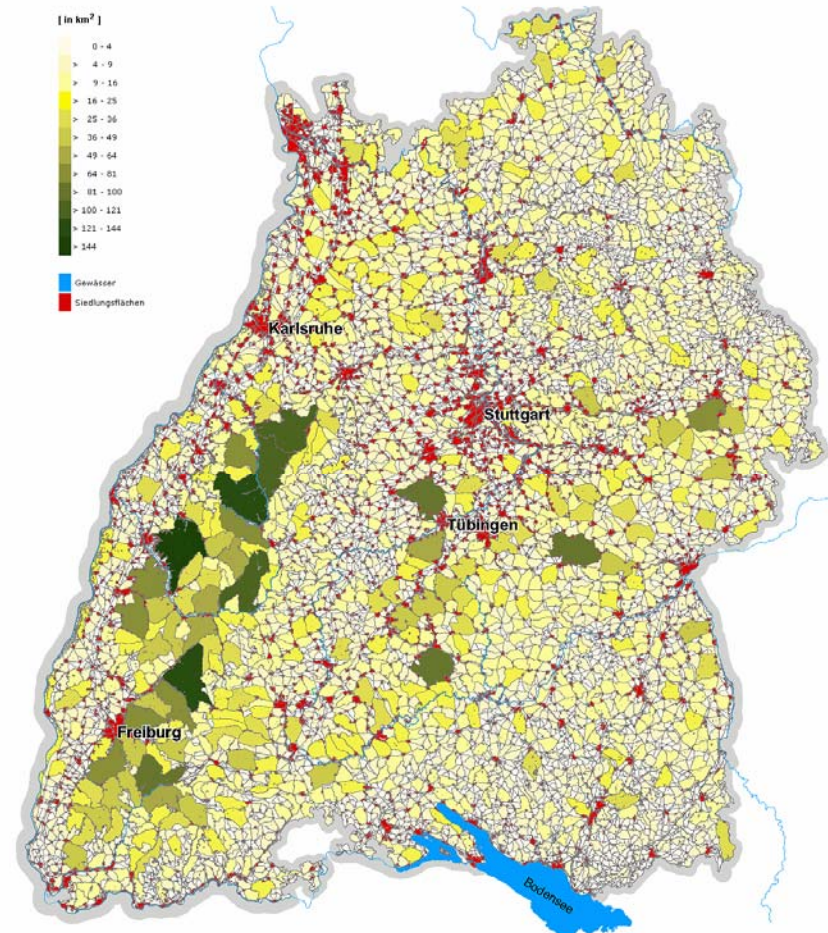 [ in km² ]
0 - 4
> 4 - 9
> 9 - 16
> 16 - 25
> 25 - 36
> 36 - 49
> 49 - 64
> 64 - 81
> 81 - 100
> 100 - 121
> 121 - 144
> 144
Gewässer
Siedlungsflächen
Karlsruhe
Stuttgart
Tübingen
Freiburg
Bodensee